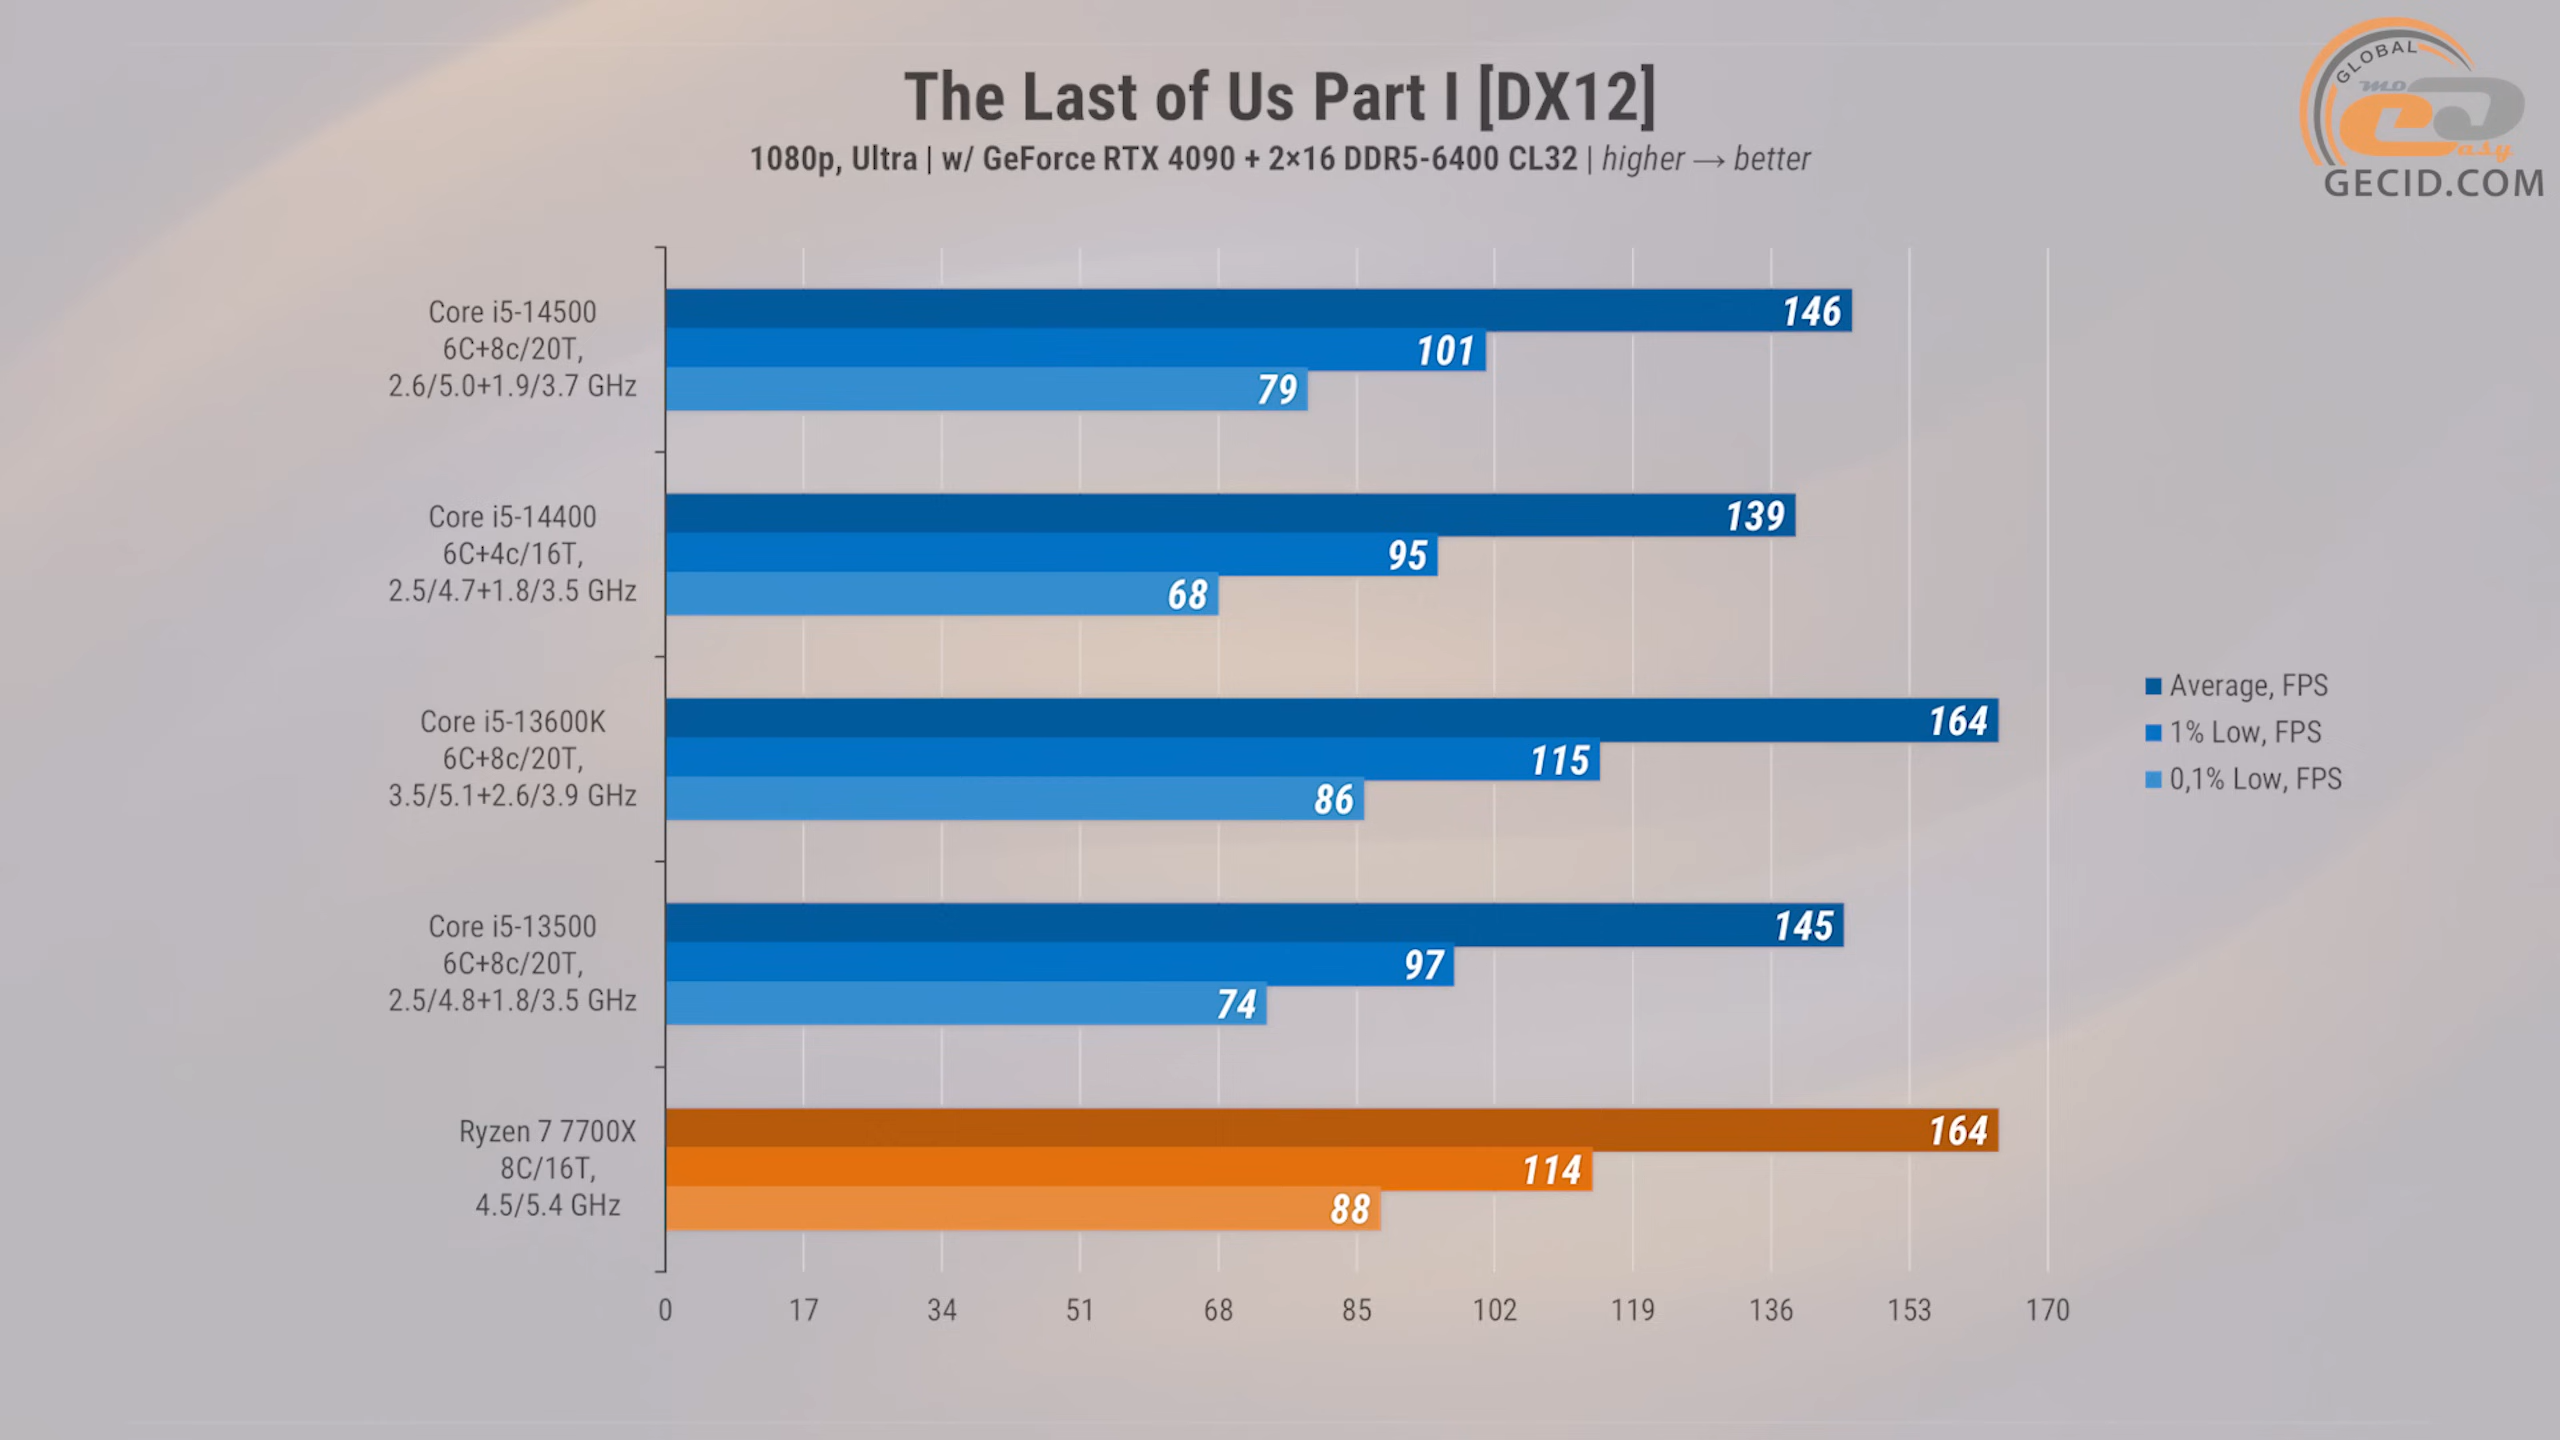 The Last of Us Part I [DX12]
1080p, Ultra | w/ GeForce RTX 4090 + 2×16 DDR5-6400 CL32 | higher → better
GLOBAL
mo
easy
GECID.COM
Core i5-14500
6C+8c/20T,
2.6/5.0+1.9/3.7 GHz
146
101
79
Core i5-14400
6C+4c/16T,
2.5/4.7+1.8/3.5 GHz
139
95
68
Core i5-13600K
6C+8c/20T,
3.5/5.1+2.6/3.9 GHz
164
115
86
Core i5-13500
6C+8c/20T,
2.5/4.8+1.8/3.5 GHz
145
97
74
Ryzen 7 7700X
8C/16T,
4.5/5.4 GHz
164
114
88
Average, FPS
1% Low, FPS
0,1% Low, FPS
0 17 34 51 68 85 102 119 136 153 170